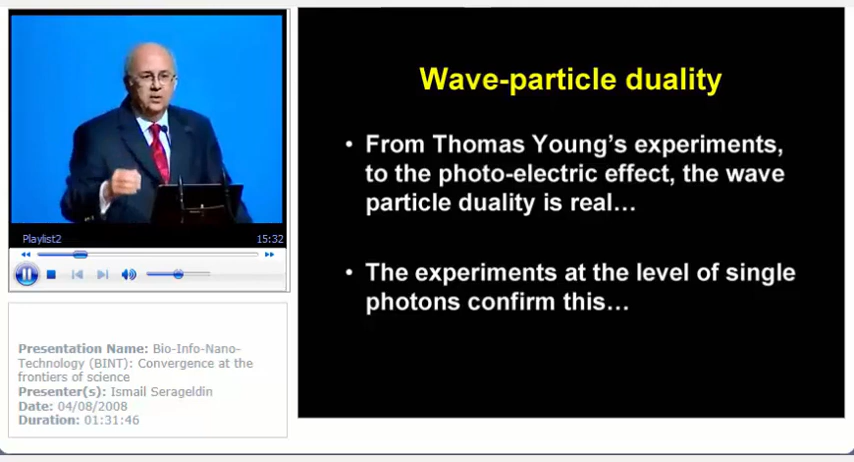 Playlist2
15:32
Presentation Name: Bio-Info-Nano-
Technology (BINT): Convergence at the
frontiers of science
Presenter(s): Ismail Serageldin
Date: 04/08/2008
Duration: 01:31:46
Wave-particle duality
• From Thomas Young's experiments,
to the photo-electric effect, the wave
particle duality is real...
• The experiments at the level of single
photons confirm this...